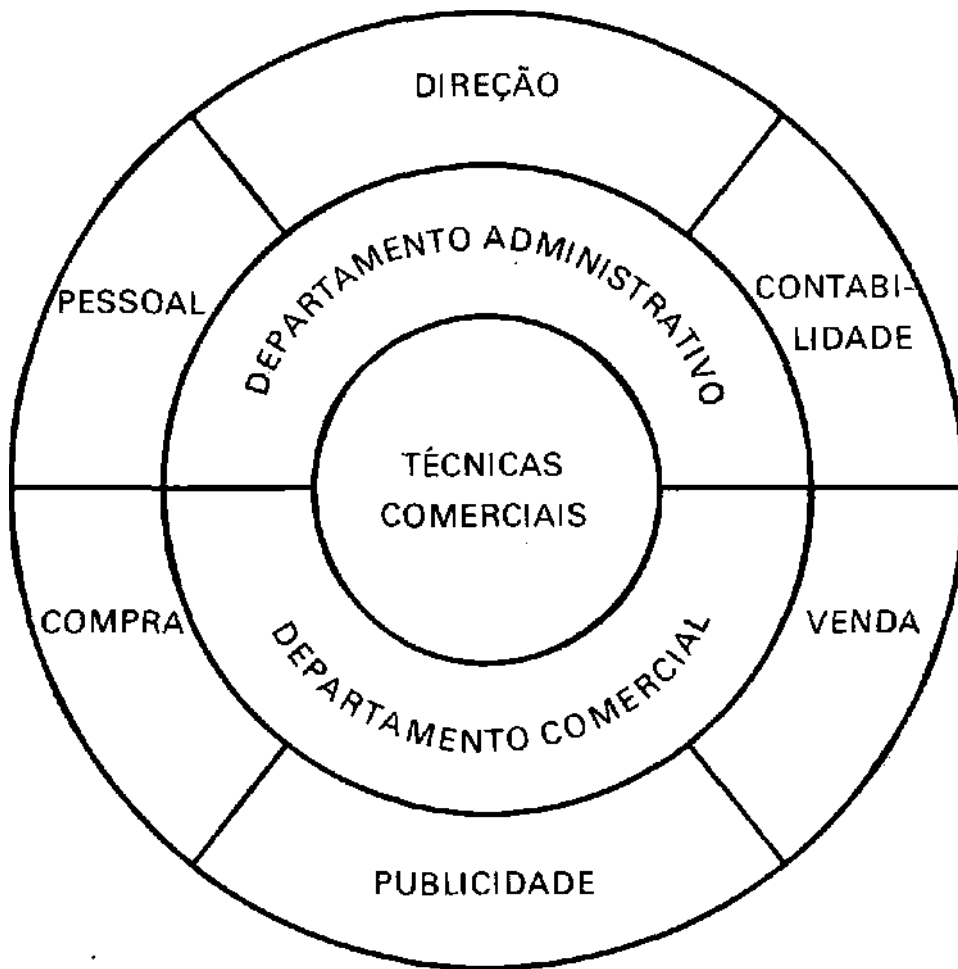 DIREÇÃO
DEPARTAMENTO ADMINISTRATIVO
PESSOAL
CONTABI-
LIDADE
TÉCNICAS
COMERCIAIS
COMPRA
VENDA
DEPARTAMENTO COMERCIAL
PUBLICIDADE